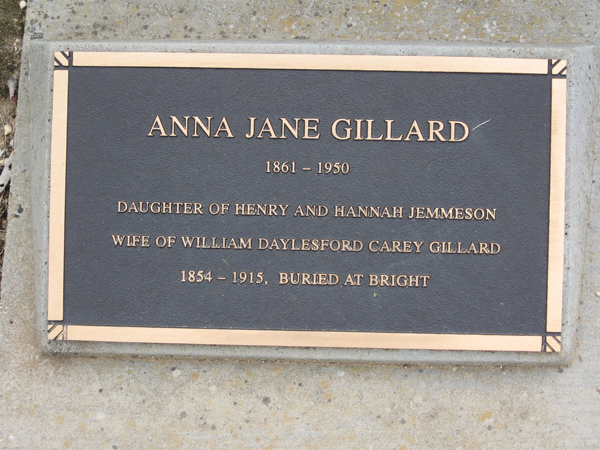 ANNA JANE GILLARD
1861 – 1950
DAUGHTER OF HENRY AND HANNAH JEMMESON
WIFE OF WILLIAM DAYLESFORD CAREY GILLARD
1854 – 1915, BURIED AT BRIGHT